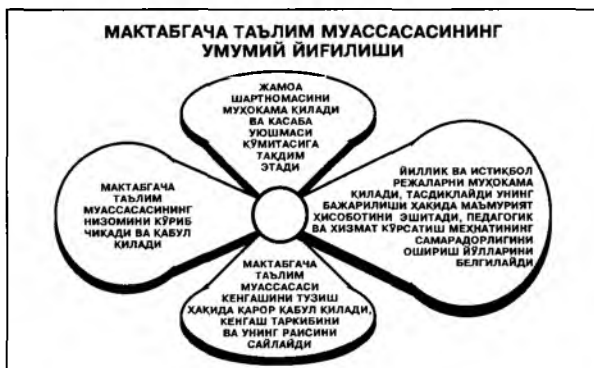 МАКТАБГАЧА ТАЪЛИМ МУАССАСАСИНИНГ
УМУМИЙ ЙИҒИЛИШИ
ЖАМОА
ШАРТНОМАСИНИ
МУҲОКАМА ҚИЛАДИ
ВА КАСАБА
УЮШМАСИ
ҚЎМИТАСИГА
ТАҚДИМ
ЭТАДИ
МАКТАБГАЧА
ТАЪЛИМ
МУАССАСАСИНИНГ
НИЗОМИНИ КЎРИБ
ЧИҚАДИ ВА ҚАБУЛ
ҚИЛАДИ
ЙИЛЛИК ВА ИСТИҚБОЛ
РЕЖАЛАРНИ МУҲОКАМА
ҚИЛАДИ, ТАСДИҚЛАЙДИ УНИНГ
БАЖАРИЛИШИ ҲАҚИДА МАЪМУРИЯТ
ҲИСОБОТИНИ ЭШИТАДИ, ПЕДАГОГИК
ВА ХИЗМАТ КЎРСАТИШ МЕҲНАТИНИНГ
САМАРАДОРЛИГИНИ
ОШИРИШ ЙЎЛЛАРИНИ
БЕЛГИЛАЙДИ
МАКТАБГАЧА
ТАЪЛИМ
МУАССАСАСИ
КЕНГАШИНИ ТУЗИШ
ҲАҚИДА ҚАРОР ҚАБУЛ ҚИЛАДИ,
КЕНГАШ ТАРКИБИНИ
ВА УНИНГ РАИСИНИ
САЙЛАЙДИ